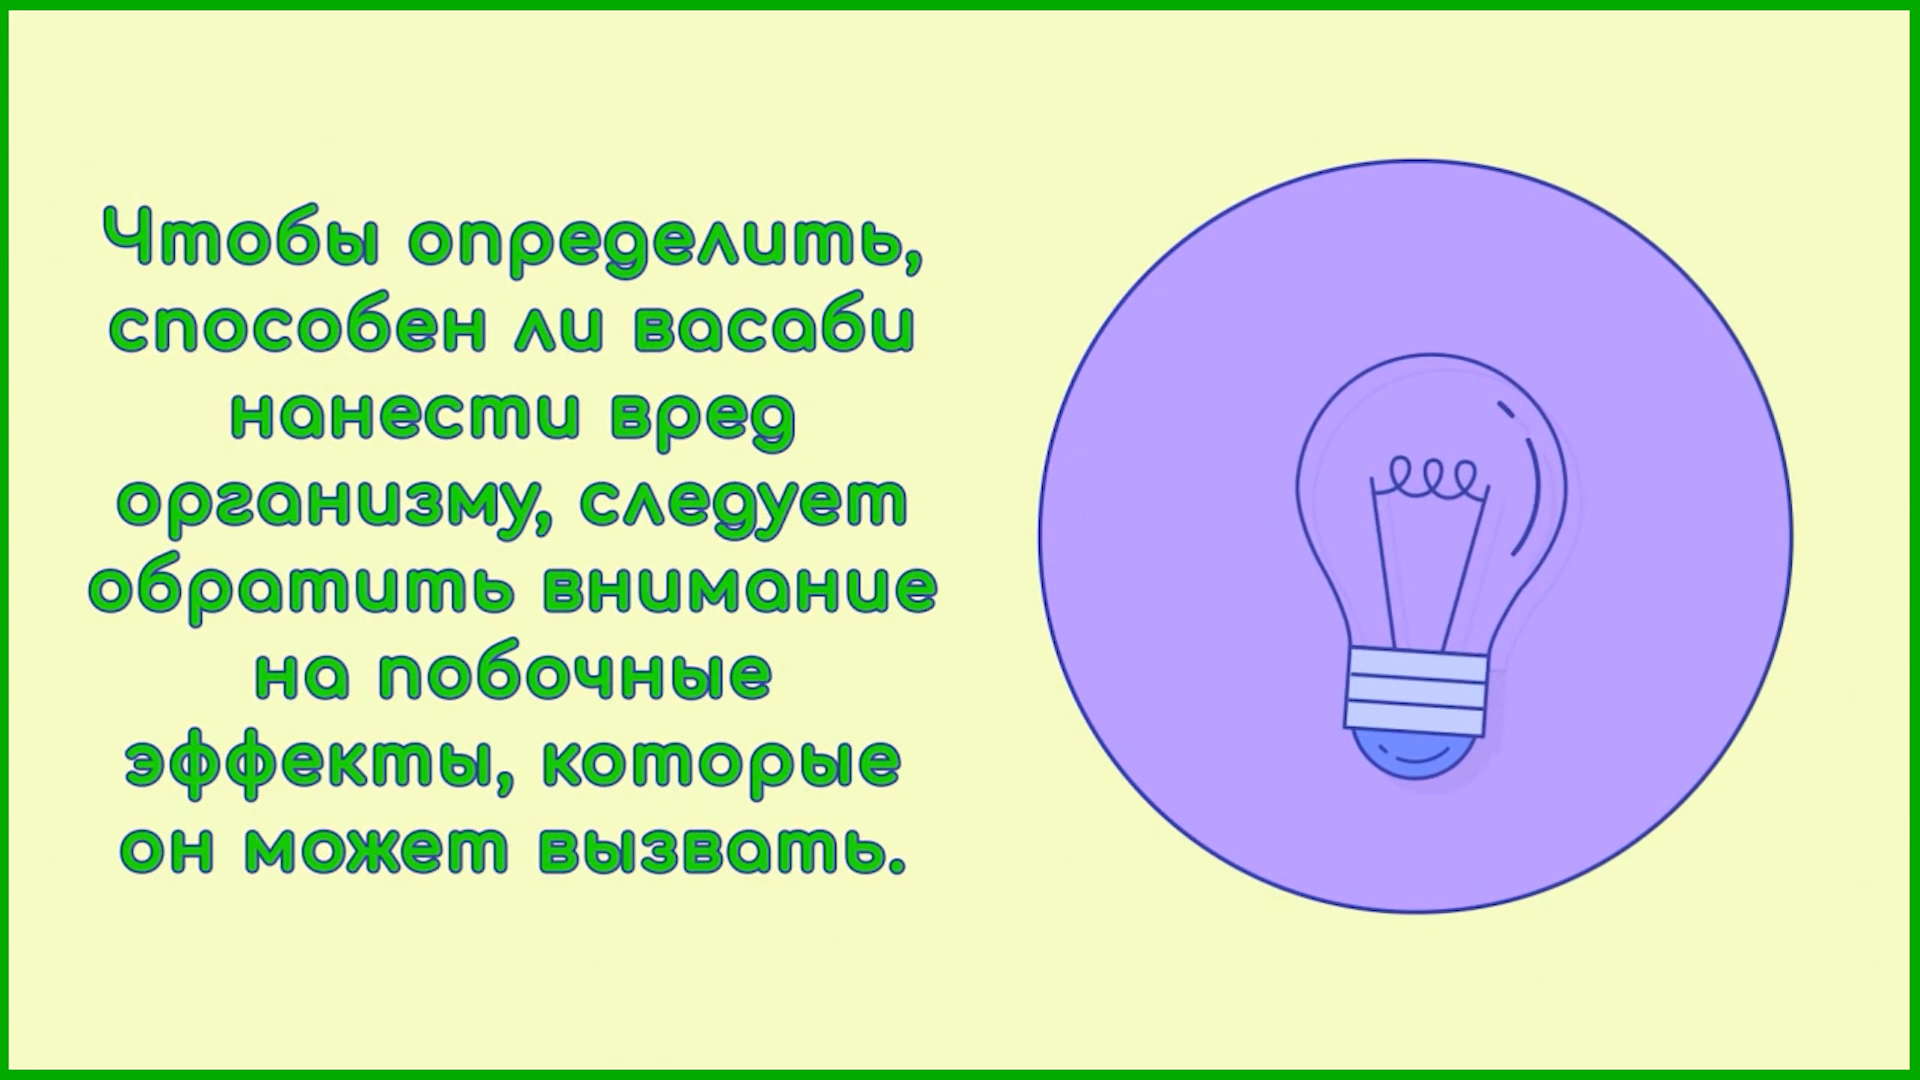 Чтобы определить,
способен ли васаби
нанести вред
организму, следует
обратить внимание
на побочные
эффекты, которые
он может вызвать.